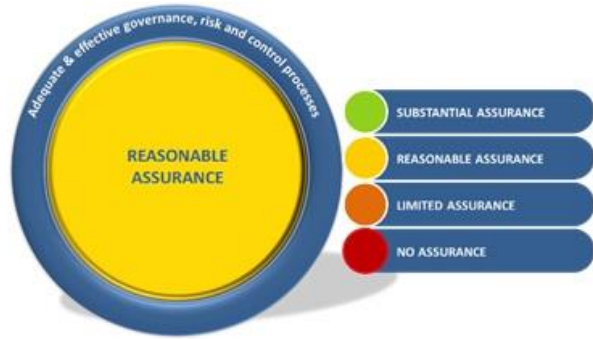 Adequate & effective governance, risk and control processes
REASONABLE
ASSURANCE
SUBSTANTIAL ASSURANCE
REASONABLE ASSURANCE
LIMITED ASSURANCE
NO ASSURANCE